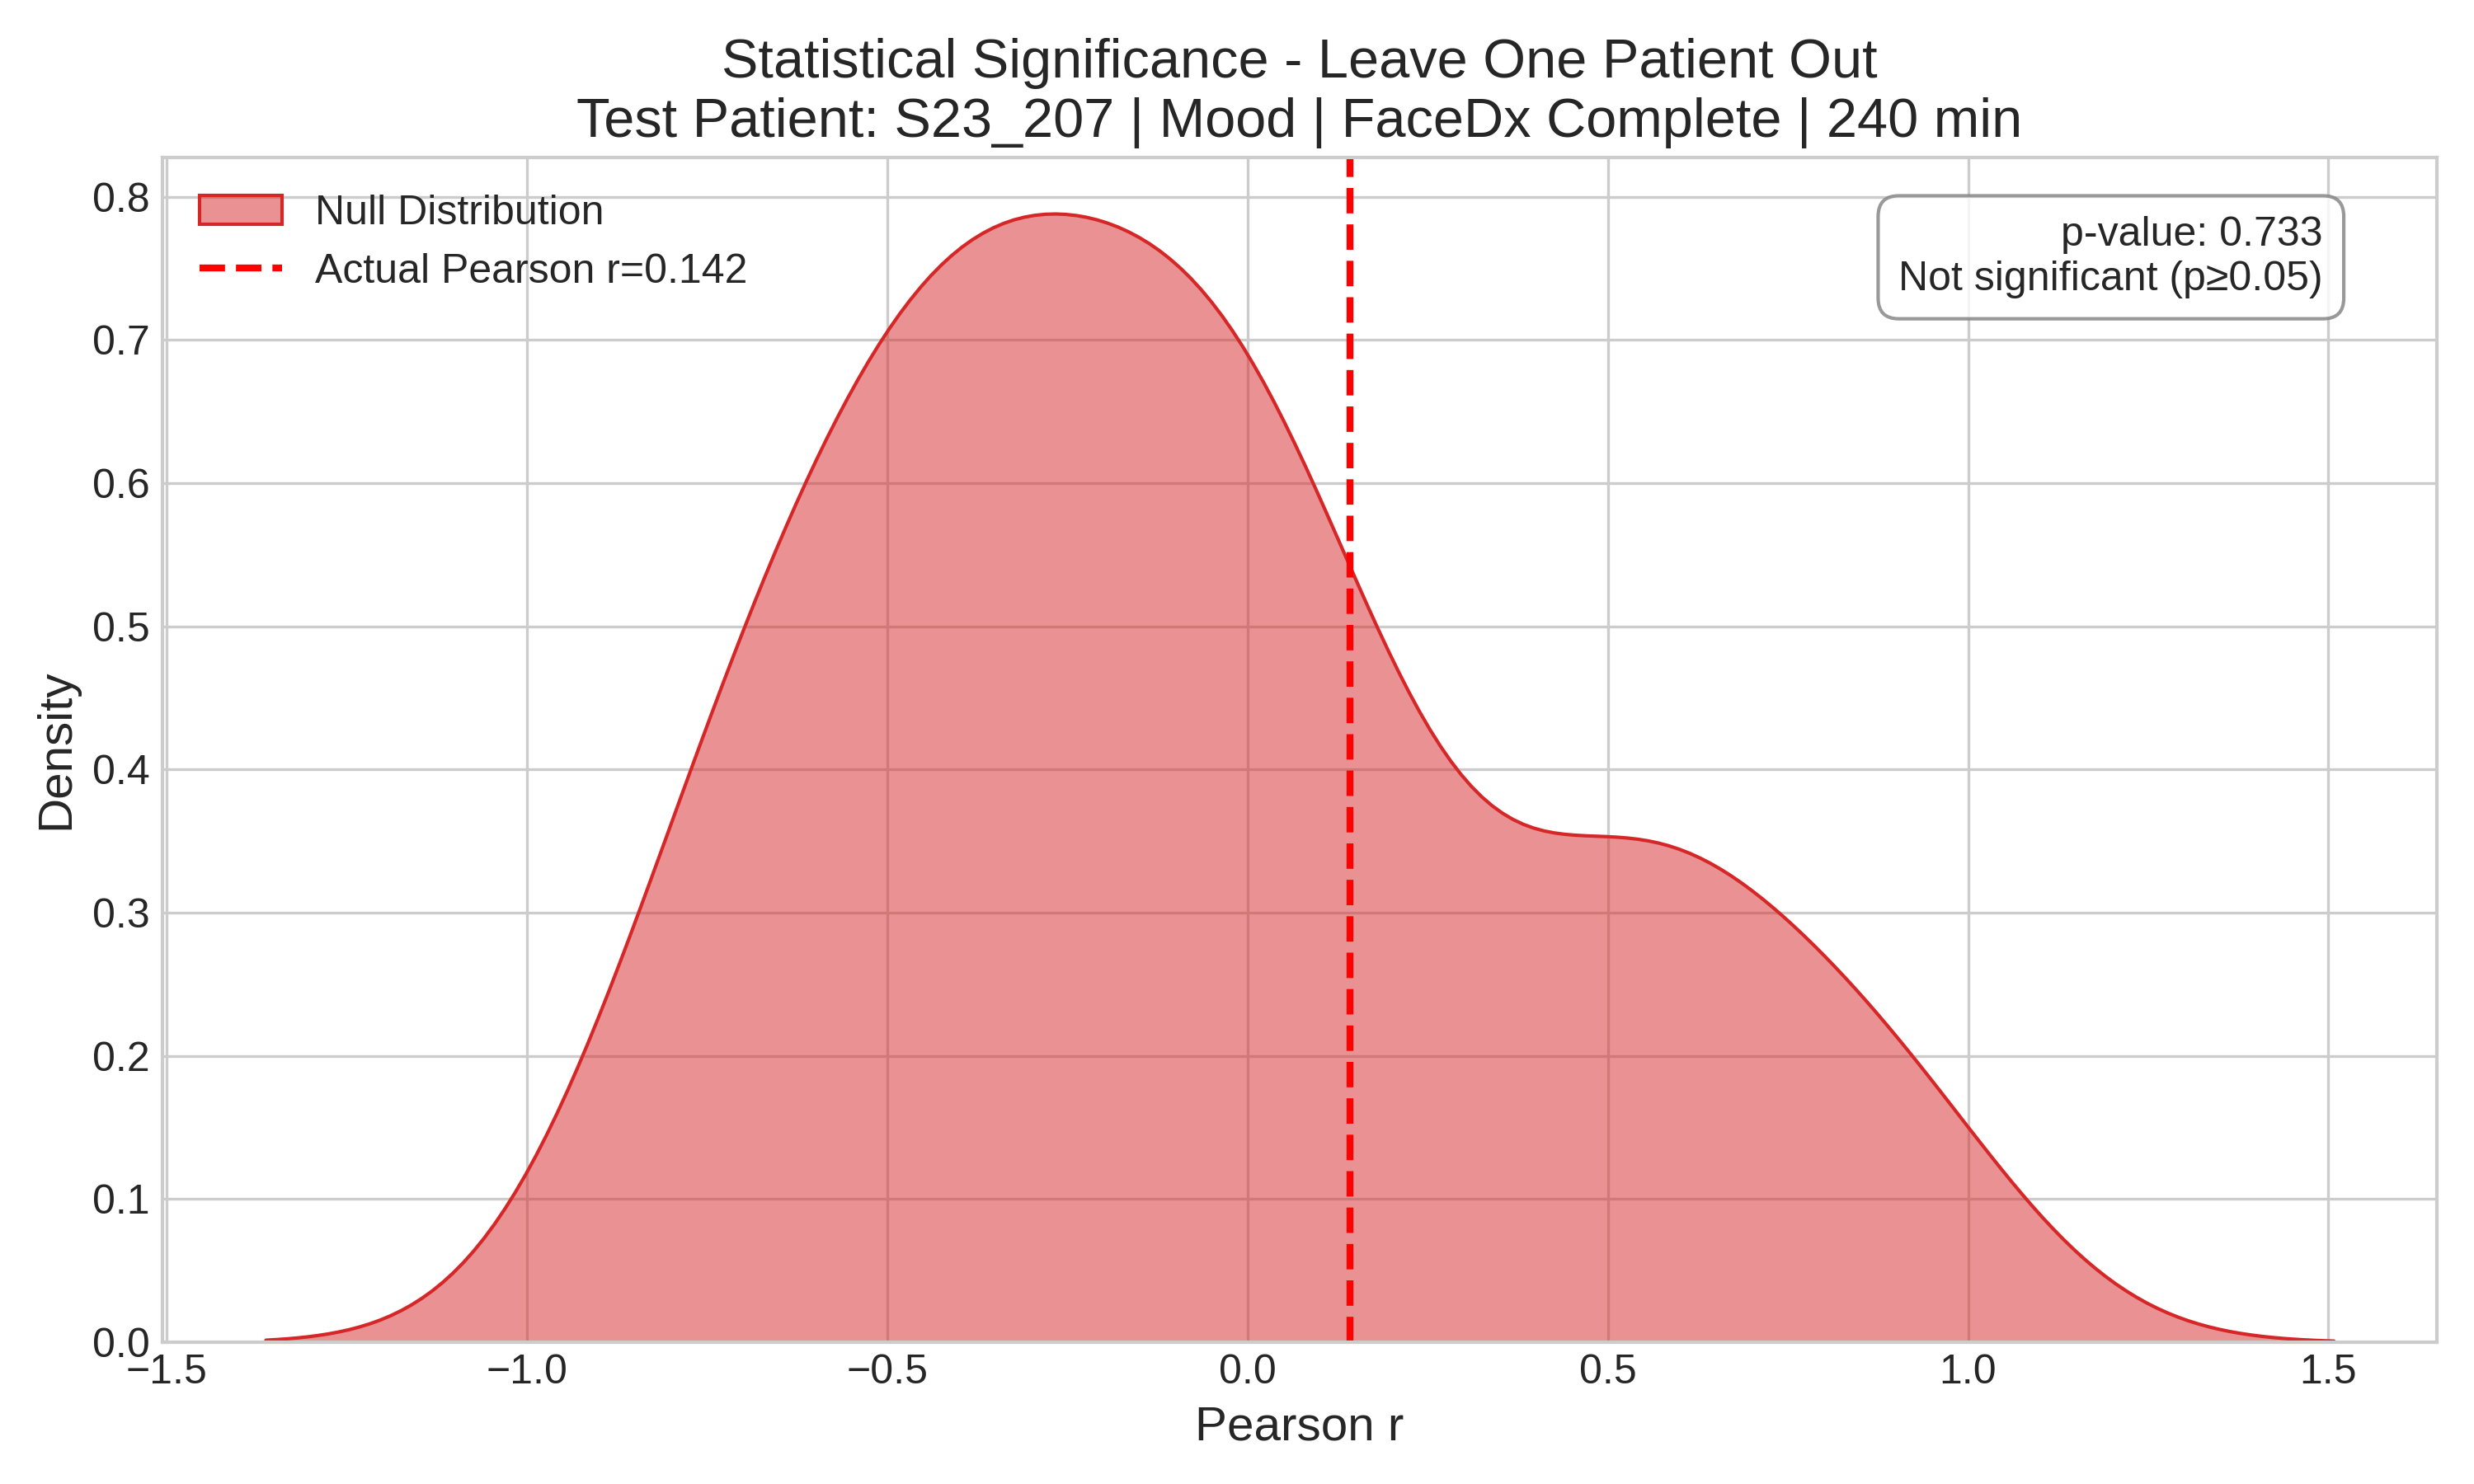 Statistical Significance - Leave One Patient Out
Test Patient: S23_207 | Mood | FaceDx Complete | 240 min
Null Distribution
Actual Pearson r=0.142
p-value: 0.733
Not significant (p≥0.05)
Density
0.8
0.7
0.6
0.5
0.4
0.3
0.2
0.1
0.0
−1.5 −1.0 −0.5 0.0 0.5 1.0 1.5
Pearson r